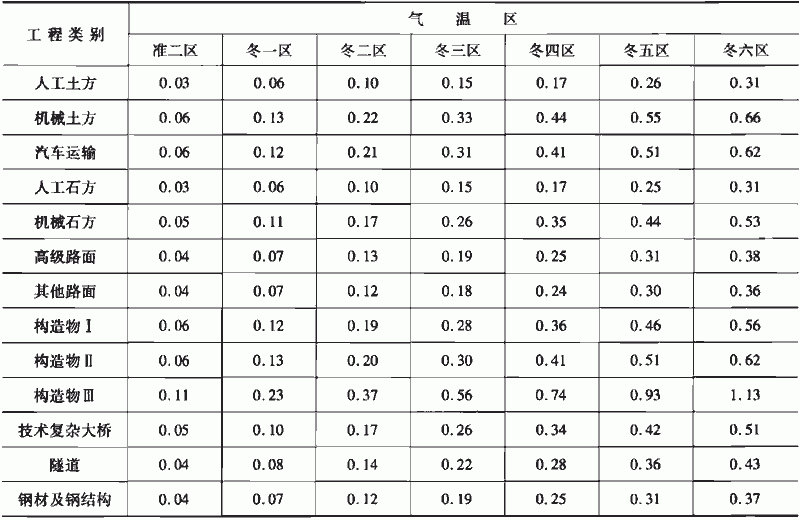 工程类别 气温区
准二区 冬一区 冬二区 冬三区 冬四区 冬五区 冬六区
人工土方 0.03 0.06 0.10 0.15 0.17 0.26 0.31
机械土方 0.06 0.13 0.22 0.33 0.44 0.55 0.66
汽车运输 0.06 0.12 0.21 0.31 0.41 0.51 0.62
人工石方 0.03 0.06 0.10 0.15 0.17 0.25 0.31
机械石方 0.05 0.11 0.17 0.26 0.35 0.44 0.53
高级路面 0.04 0.07 0.13 0.19 0.25 0.31 0.38
其他路面 0.04 0.07 0.12 0.18 0.24 0.30 0.36
构造物Ⅰ 0.06 0.12 0.19 0.28 0.36 0.46 0.56
构造物Ⅱ 0.06 0.13 0.20 0.30 0.41 0.51 0.62
构造物Ⅲ 0.11 0.23 0.37 0.56 0.74 0.93 1.13
技术复杂大桥 0.05 0.10 0.17 0.26 0.34 0.42 0.51
隧道 0.04 0.08 0.14 0.22 0.28 0.36 0.43
钢材及钢结构 0.04 0.07 0.12 0.19 0.25 0.31 0.37